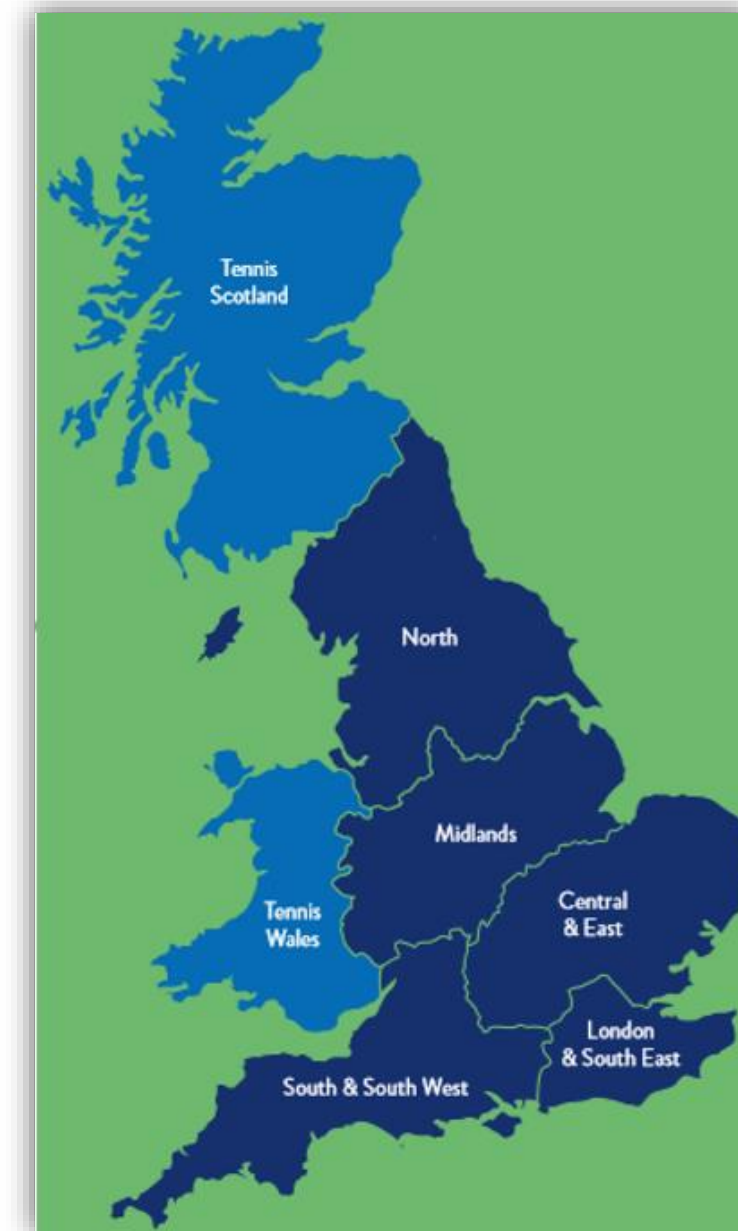 Tennis
Scotland
North
Midlands
Central
& East
Tennis
Wales
London
& South East
South & South West